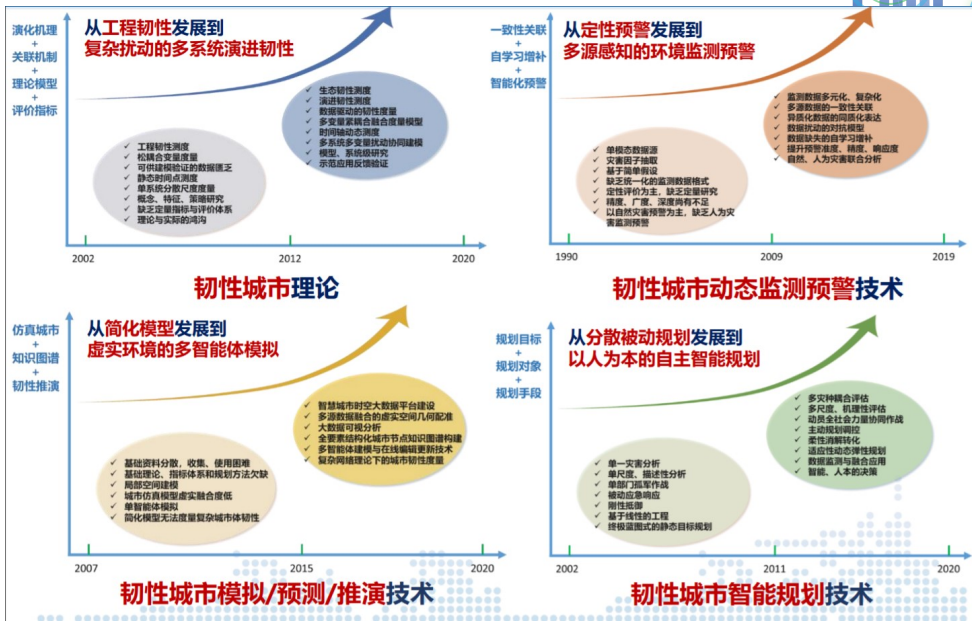 演化机理
+
关联机制
+
理论模型
+
评价指标
从工程韧性发展到
复杂扰动的多系统演进韧性
✓ 生态韧性测度
✓ 演进韧性测度
✓ 数据驱动的韧性度量
✓ 多变量素耦合融合度量模型
✓ 时间轴动态测度
✓ 多系统多变量扰动协同建模
✓ 模型、系统级研究
✓ 示范应用反馈验证
✓ 工程韧性测度
✓ 松耦合变量度量
✓ 可供建模验证的数据匮乏
✓ 静态时间点测度
✓ 单系统分散尺度度量
✓ 概念、特征、策略研究
✓ 缺乏定量指标与评价体系
✓ 理论与实际的鸿沟
2002 2012 2020
韧性城市理论
一致性关联
+
自学习增补
+
智能化预警
从定性预警发展到
多源感知的环境监测预警
✓ 监测数据多元化、复杂化
✓ 多源数据的一致性关联
✓ 异质化数据的同质化表达
✓ 数据扰动的对抗模型
✓ 数据缺失的自学习增补
✓ 提升预警准度、精度、响应度
✓ 自然、人为灾害联合分析
✓ 单模态数据源
✓ 灾害因子抽取
✓ 基于简单假设
✓ 缺乏统一化的监测数据格式
✓ 定性评价为主，缺乏定量研究
✓ 精度、广度、深度尚有不足
✓ 以自然灾害预警为主，缺乏人为灾
害监测预警
1990 2009 2019
韧性城市动态监测预警技术
仿真城市
+
知识图谱
+
韧性推演
从简化模型发展到
虚实环境的多智能体模拟
✓ 智慧城市时空大数据平台建设
✓ 多源数据融合的虚实空间几何配准
✓ 大数据可视分析
✓ 全要素结构化城市节点知识图谱构建
✓ 多智能体建模与在线编辑更新技术
✓ 复杂网络理论下的城市韧性度量
✓ 基础资料分散，收集、使用困难
✓ 基础理论、指标体系和规划方法欠缺
✓ 局部空间建模
✓ 城市仿真模型虚实融合度低
✓ 单智能体模拟
✓ 简化模型无法度量复杂城市体韧性
2007 2015 2020
韧性城市模拟/预测/推演技术
规划目标
+
规划对象
+
规划手段
从分散被动规划发展到
以人为本的自主智能规划
✓ 多灾种耦合评估
✓ 多尺度、机理性评估
✓ 动员全社会力量协同作战
✓ 主动规划调控
✓ 柔性消解转化
✓ 适应性动态弹性规划
✓ 数据监测与融合应用
✓ 智能、人本的决策
✓ 单一灾害分析
✓ 单尺度、描述性分析
✓ 单部门孤军作战
✓ 被动应急响应
✓ 刚性抵御
✓ 基于线性的工程
✓ 终极蓝图式的静态目标规划
2002 2011 2020
韧性城市智能规划技术